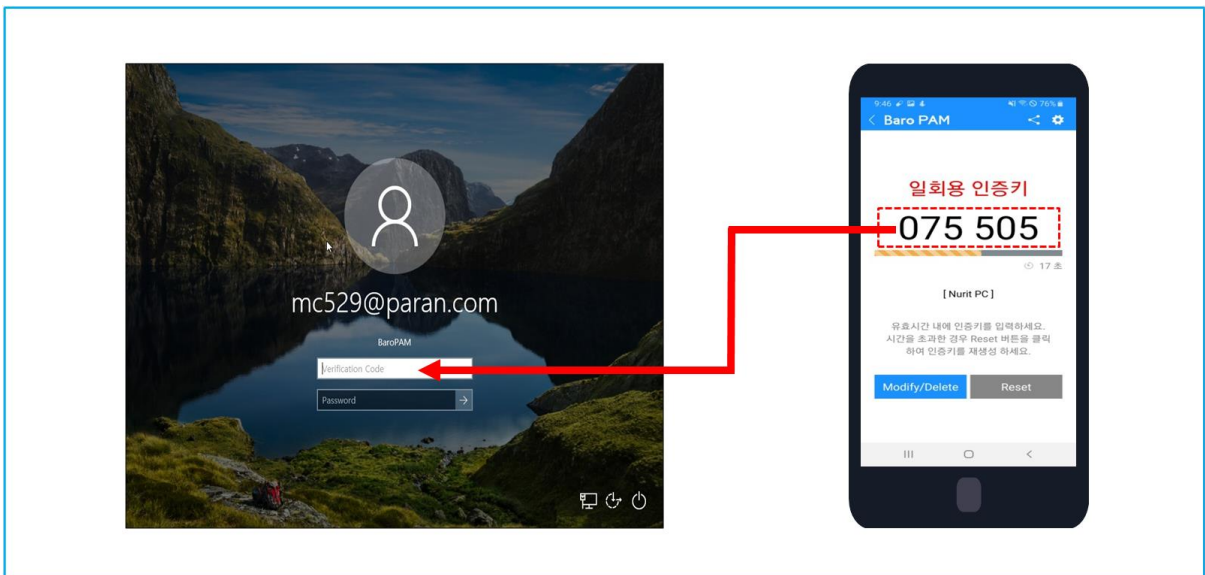 mc529@paran.com
BaroPAM
Verification Code
Password
9:46
76%
Baro PAM
일회용 인증키
075 505
17 초
[ Nurit PC ]
유효시간 내에 인증키를 입력하세요.
시간을 초과한 경우 Reset 버튼을 클릭
하여 인증키를 재생성 하세요.
Modify/Delete
Reset